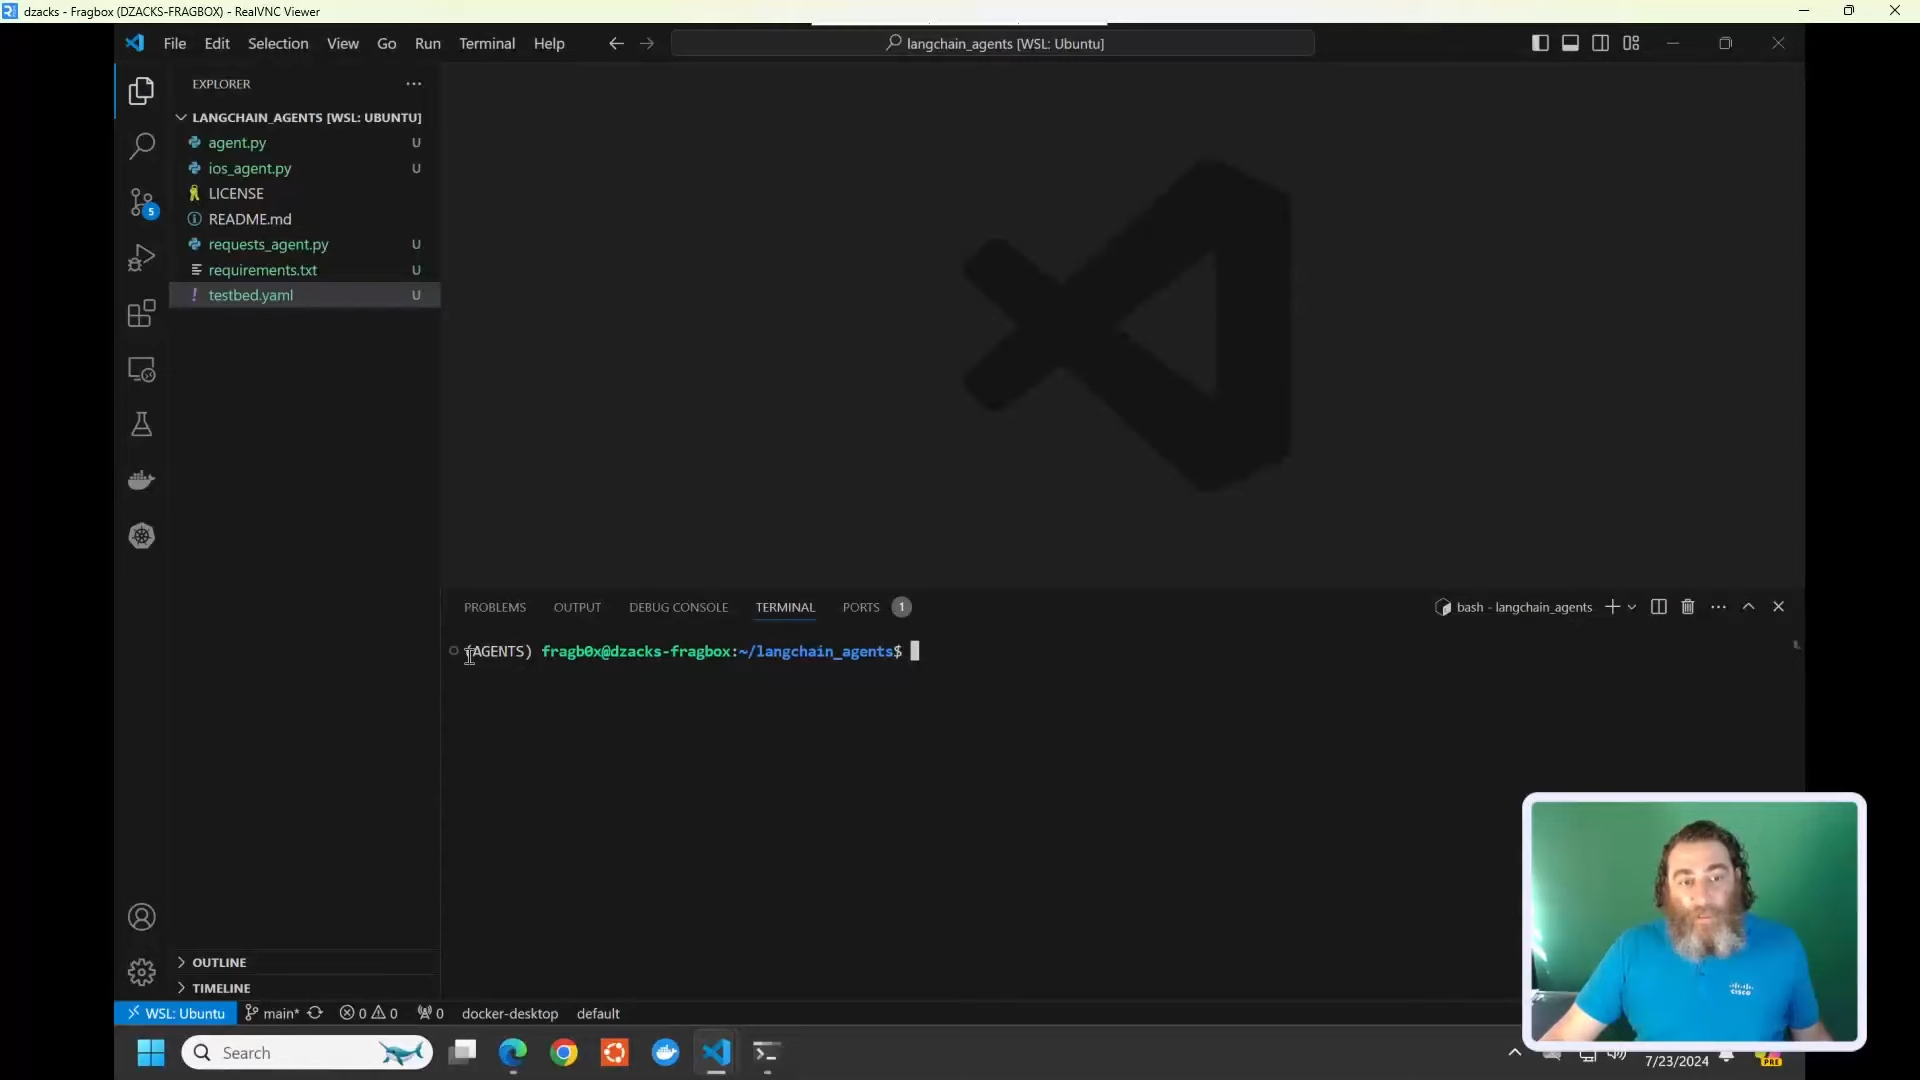 dzacks - Fragbox (DZACKS-FRAGBOX) - RealVNC Viewer
File Edit Selection View Go Run Terminal Help
langchain_agents [WSL: Ubuntu]
EXPLORER
LANGCHAIN_AGENTS [WSL: UBUNTU]
agent.py U
ios_agent.py U
LICENSE
README.md
requests_agent.py U
requirements.txt U
! testbed.yaml U
5
PROBLEMS OUTPUT DEBUG CONSOLE TERMINAL PORTS 1
bash - langchain_agents
(AGENTS) fragb0x@dzacks-fragbox:~/langchain_agents$
OUTLINE
TIMELINE
WSL: Ubuntu main* 0 0 0 docker-desktop default
Search
7/23/2024
PRE
cisco